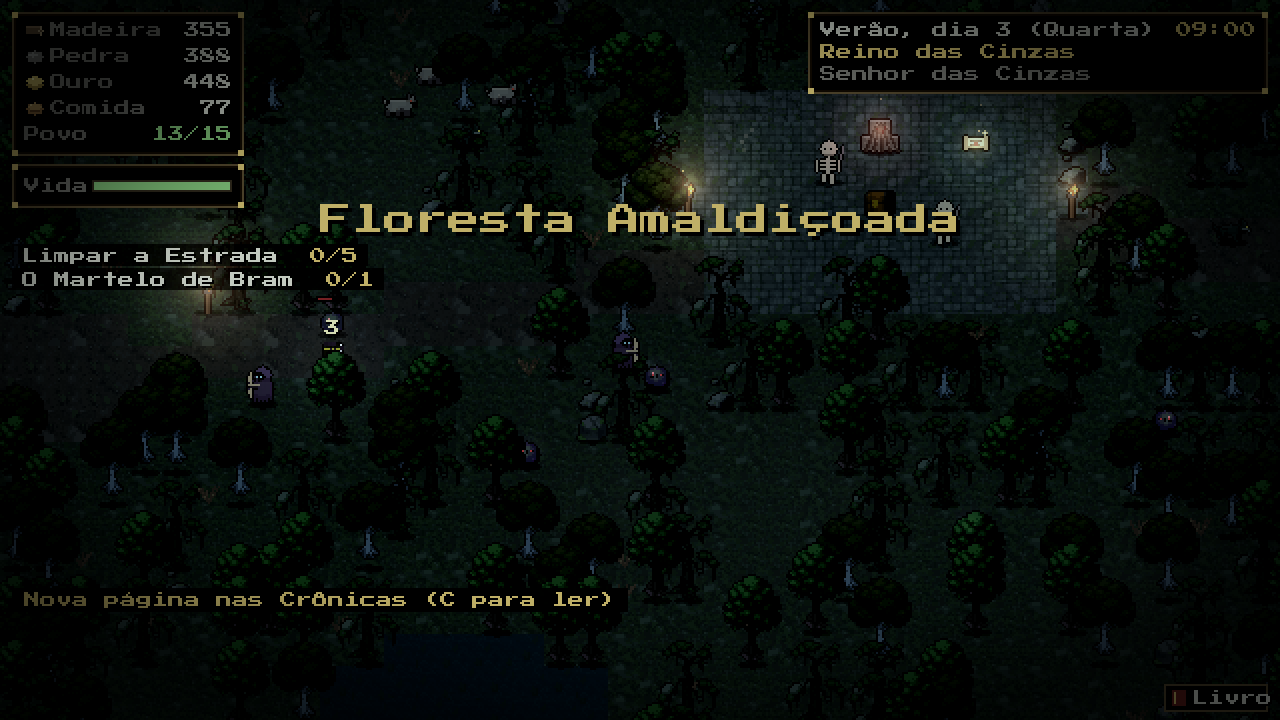 Madeira 355
Pedra 388
Ouro 448
Comida 77
Povo 13/15
Vida
Verão, dia 3 (Quarta) 09:00
Reino das Cinzas
Senhor das Cinzas
Floresta Amaldiçoada
Limpar a Estrada 0/5
O Martelo de Bram 0/1
3
Nova página nas Crônicas (C para ler)
Livro